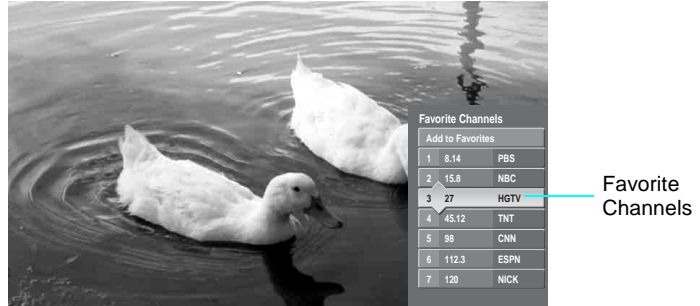 Favorite Channels
Add to Favorites
1 8.14 PBS
2 15.8 NBC
3 27 HGTV
4 45.12 TNT
5 98 CNN
6 112.3 ESPN
7 120 NICK
Favorite
Channels